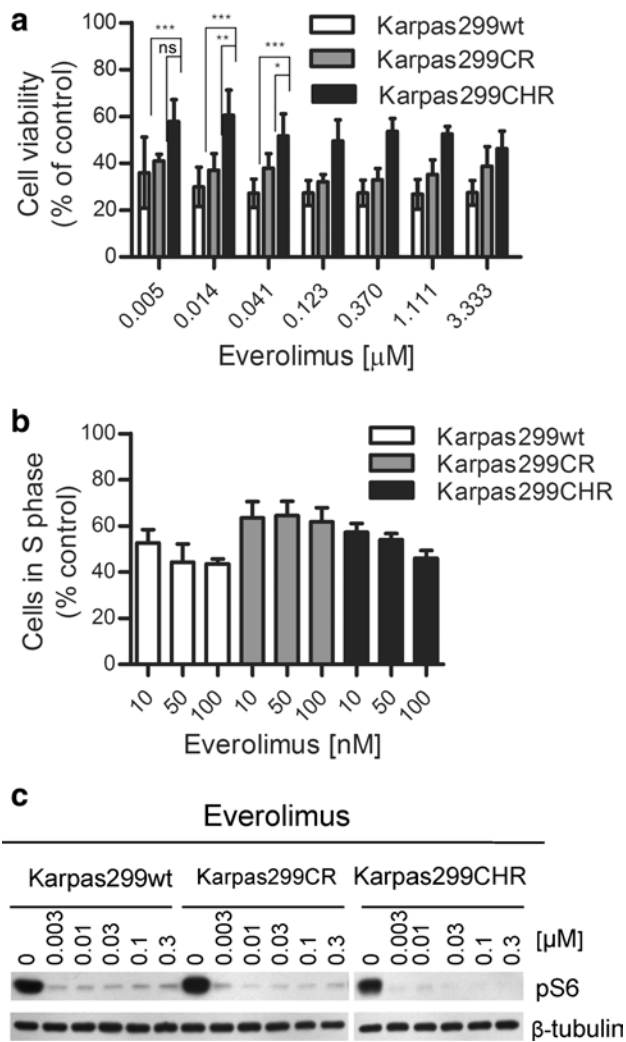 a
Karpas299wt
Karpas299CR
Karpas299CHR
*** *** ***
ns ** *
Cell viability
(% of control)
100
80
60
40
20
0
0.005 0.014 0.041 0.123 0.370 1.111 3.333
Everolimus [µM]
b
Karpas299wt
Karpas299CR
Karpas299CHR
Cells in S phase
(% control)
100
80
60
40
20
0
10 50 100 10 50 100 10 50 100
Everolimus [nM]
c
Everolimus
Karpas299wt Karpas299CR Karpas299CHR
0 0.003 0.01 0.03 0.1 0.3 0 0.003 0.01 0.03 0.1 0.3 0 0.003 0.01 0.03 0.1 0.3 [µM]
pS6
β-tubulin